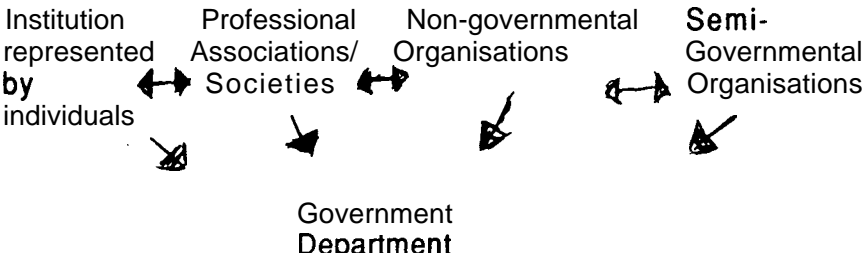 Institution
represented
by
individuals
Professional
Associations/
Societies
Non-governmental
Organisations
Semi-
Governmental
Organisations
Government
Department